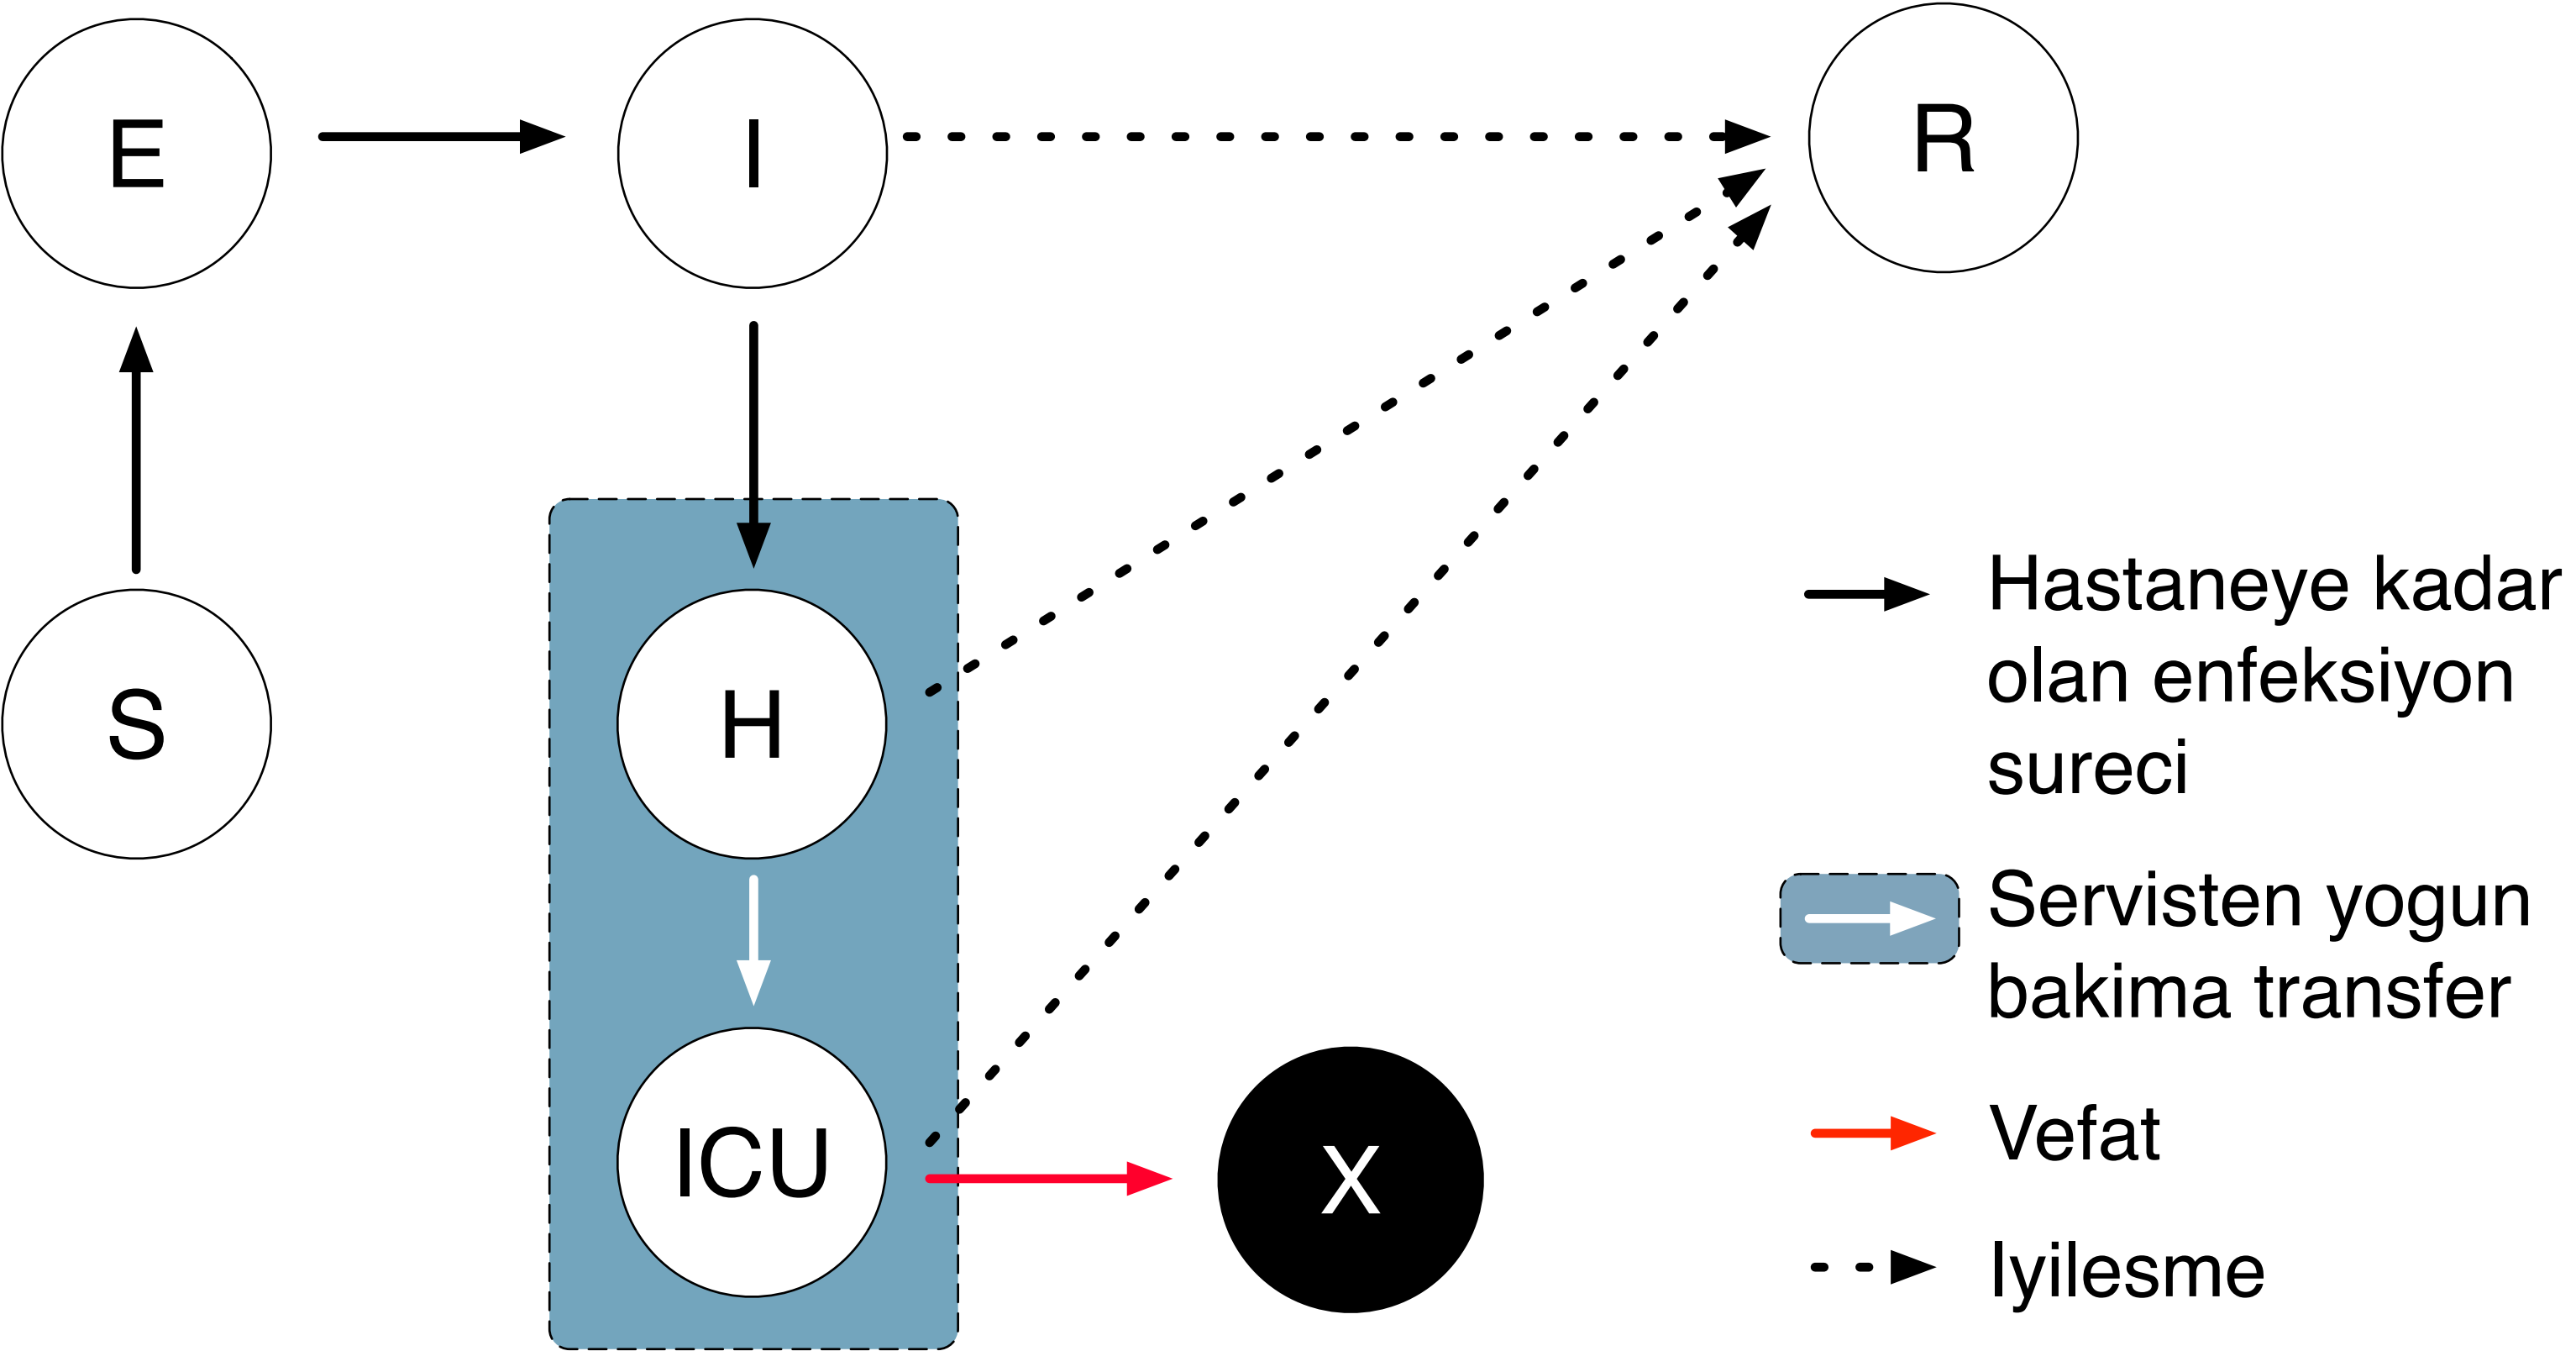 E
I
R
S
H
ICU
X
Hastaneye kadar
olan enfeksiyon
sureci
Servisten yogun
bakima transfer
Vefat
Iyilesme